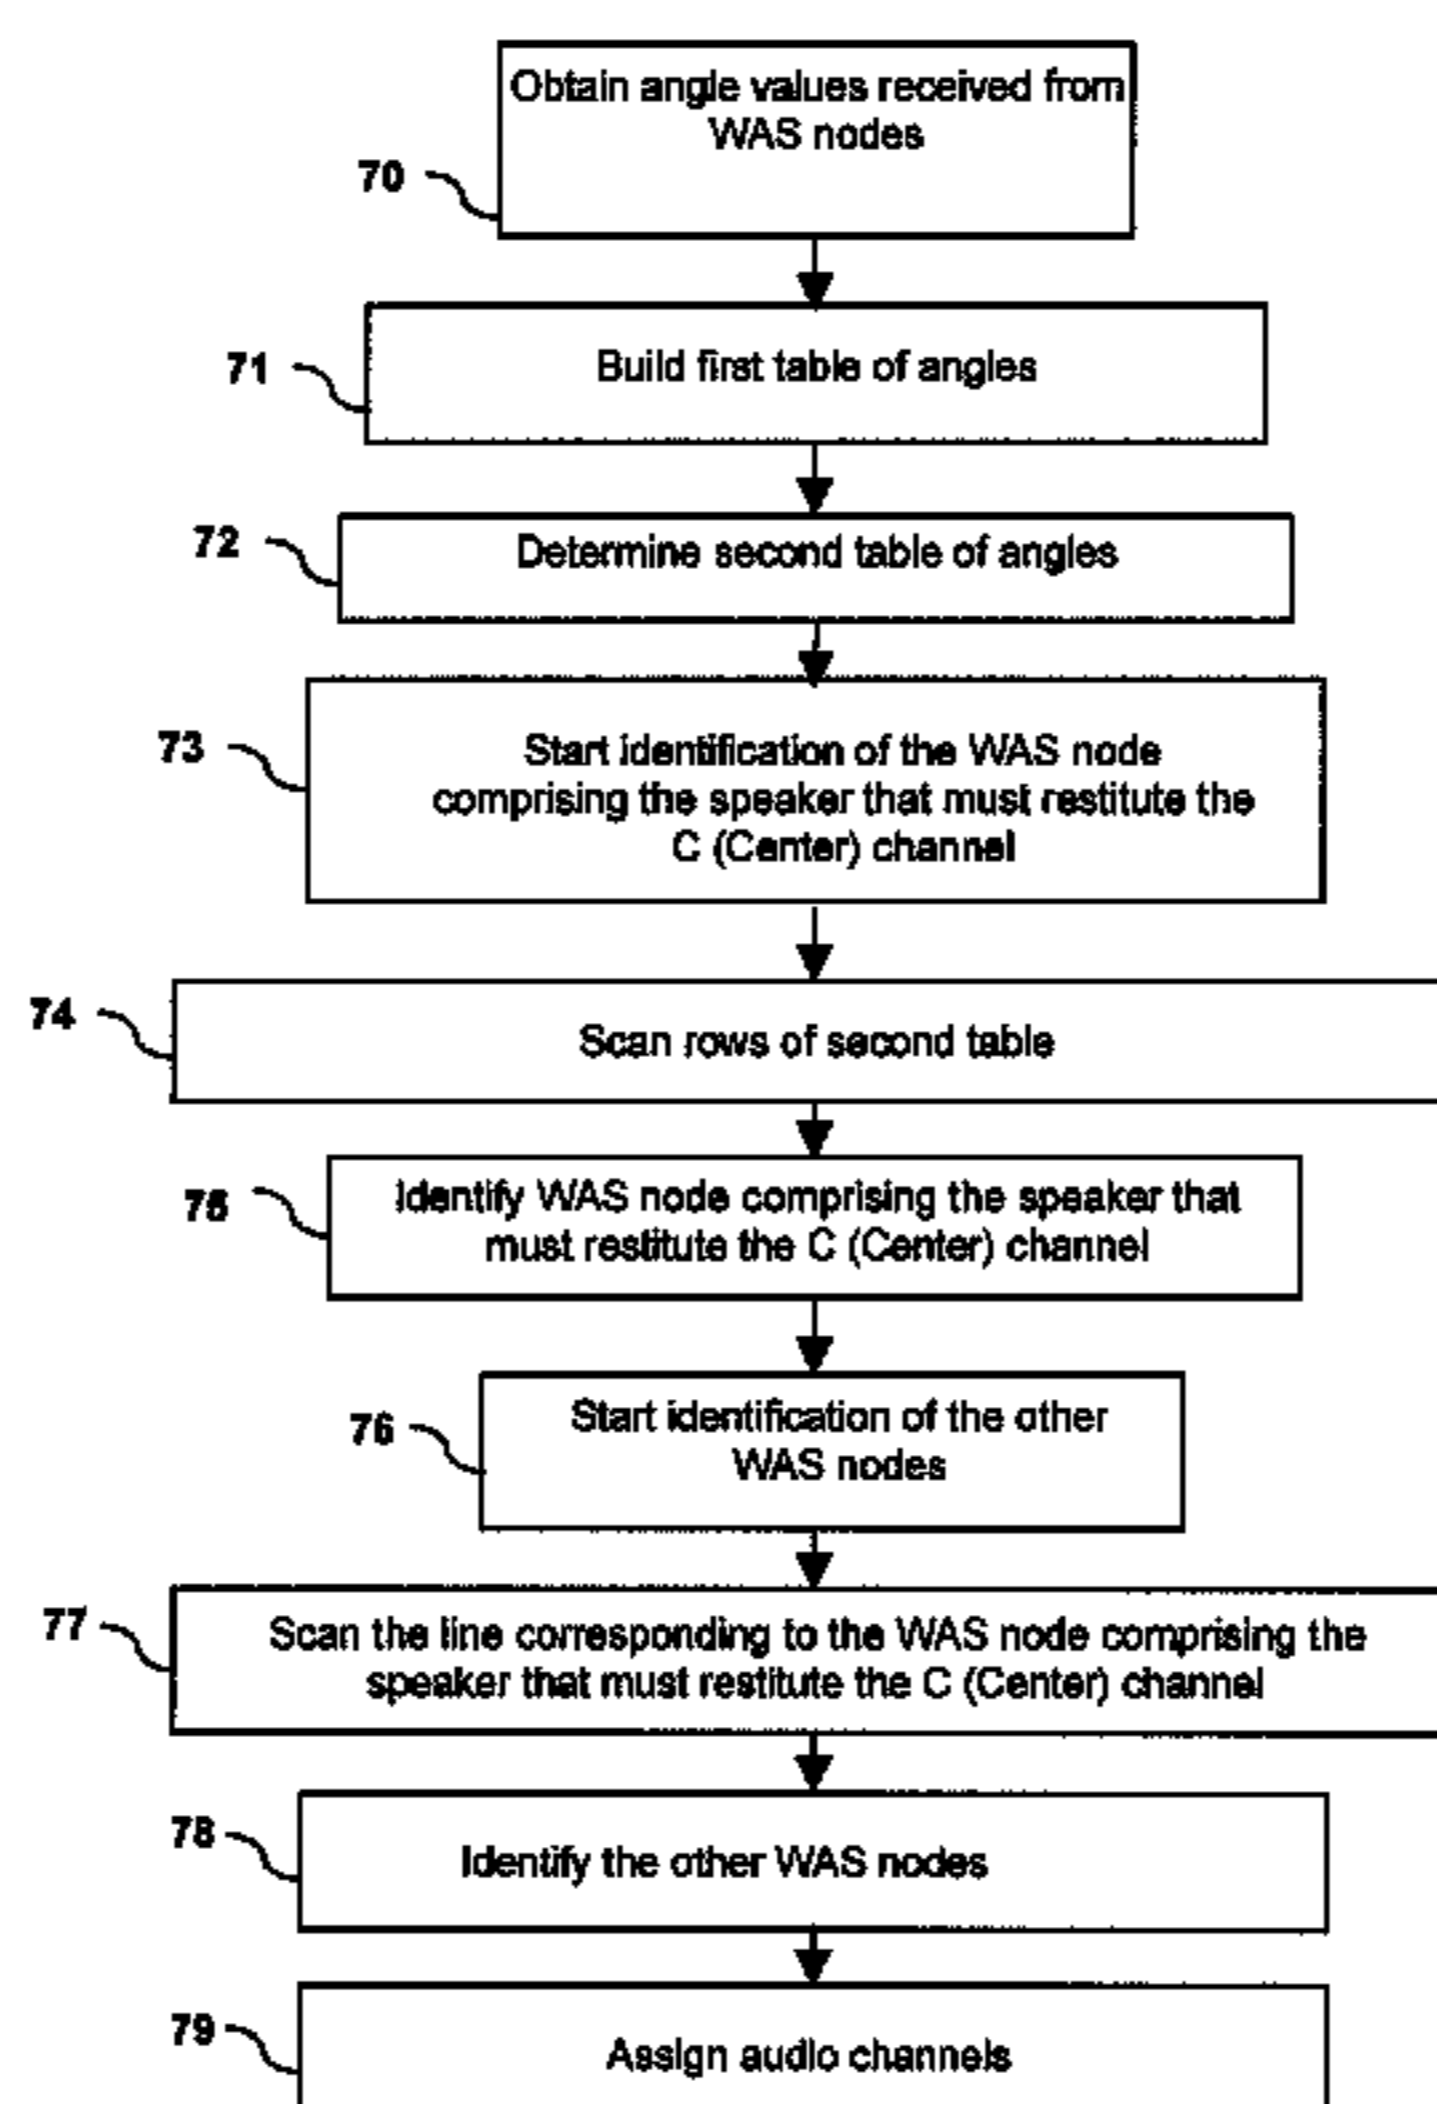 Obtain angle values received from
WAS nodes
70
71
Build first table of angles
72
Determine second table of angles
73
Start identification of the WAS node
comprising the speaker that must restitute the
C (Center) channel
74
Scan rows of second table
75
Identify WAS node comprising the speaker that
must restitute the C (Center) channel
76
Start identification of the other
WAS nodes
77
Scan the line corresponding to the WAS node comprising the
speaker that must restitute the C (Center) channel
78
Identify the other WAS nodes
79
Assign audio channels